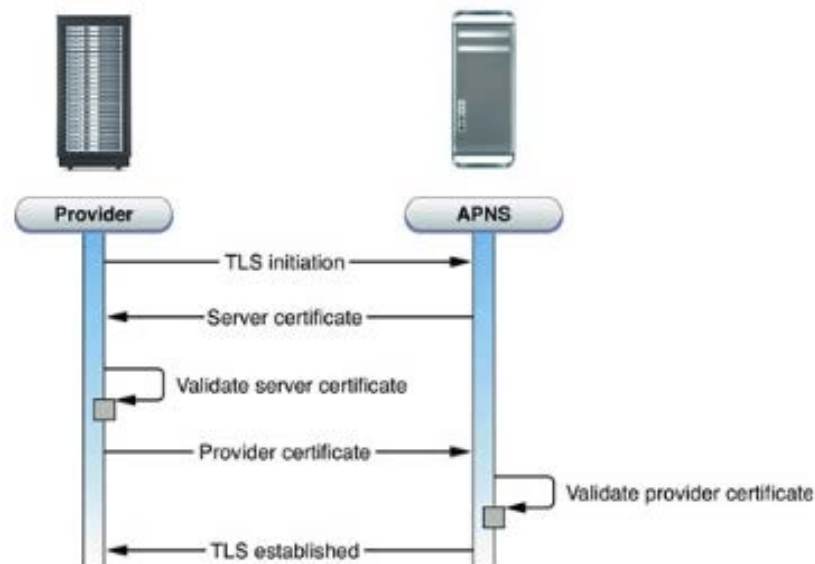 Provider
APNS
TLS initiation
Server certificate
Validate server certificate
Provider certificate
Validate provider certificate
TLS established